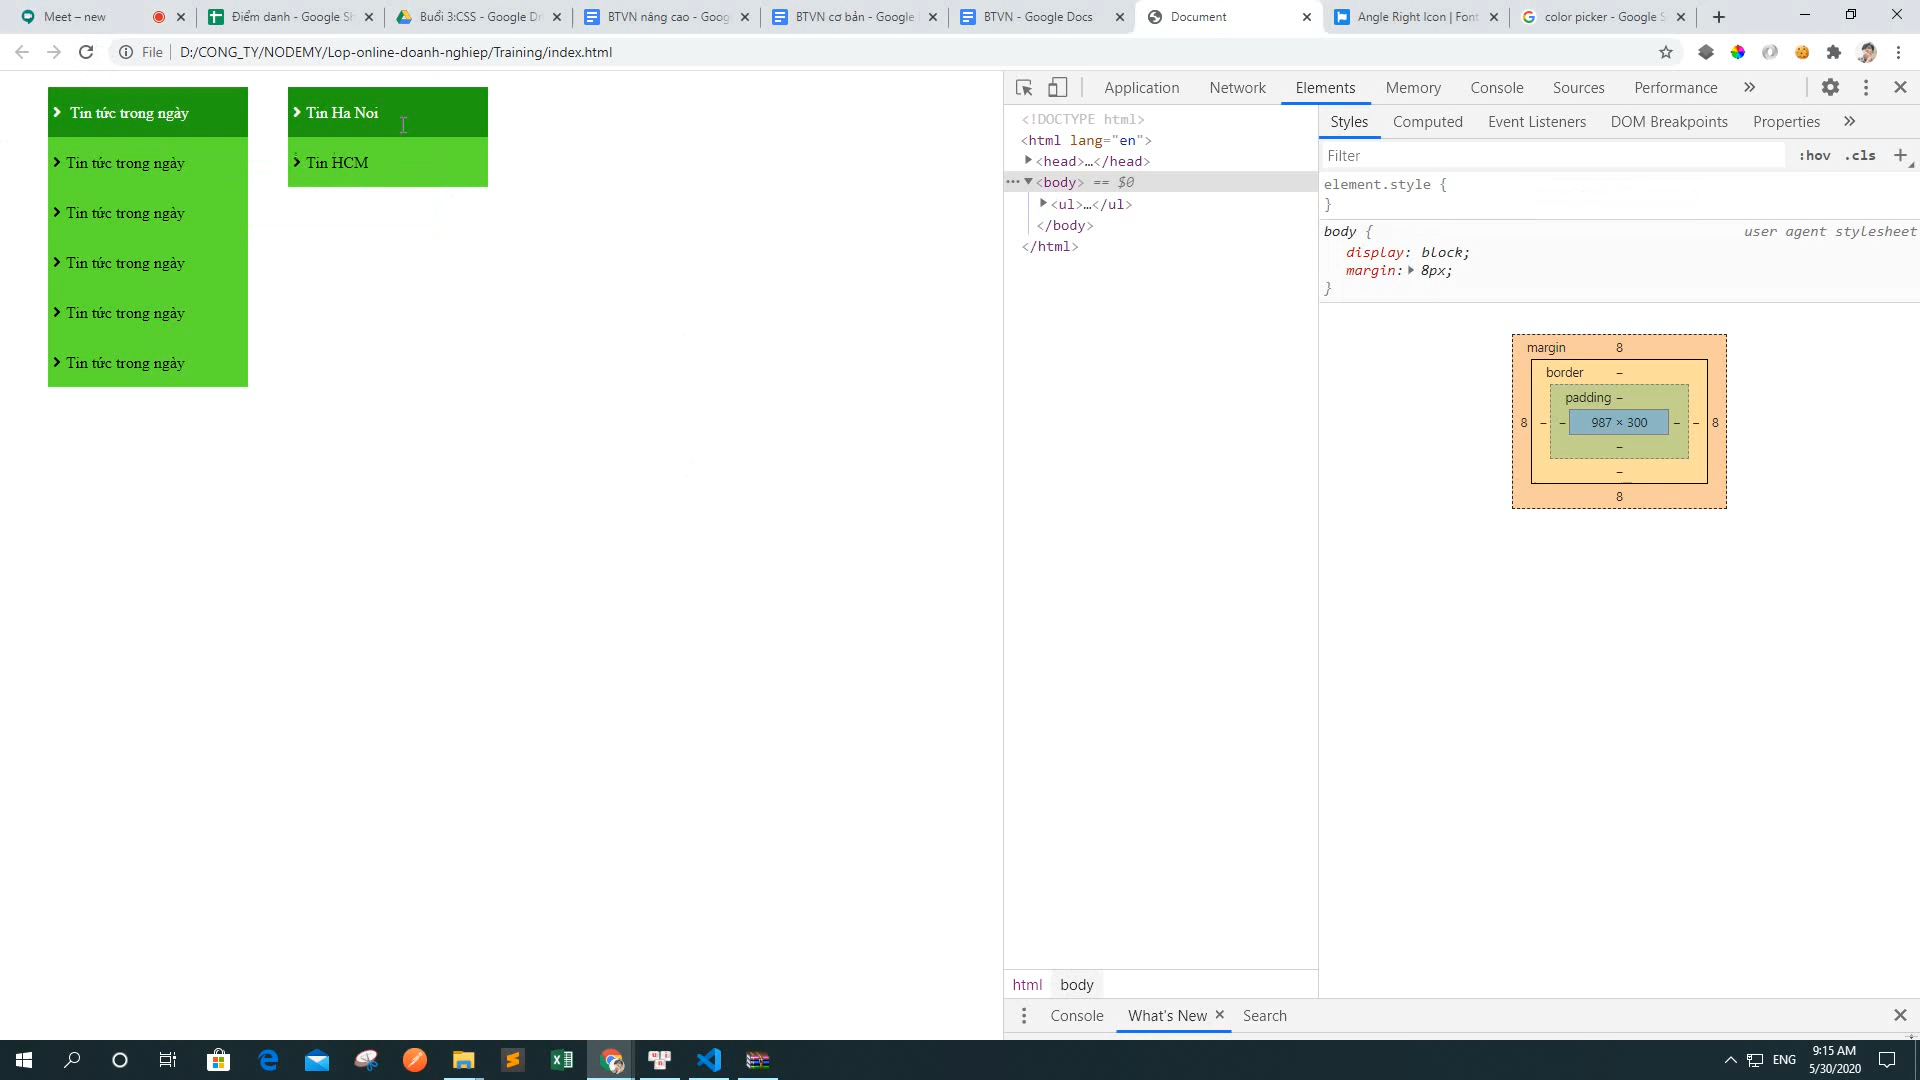 Meet – new
Điểm danh - Google Sh
Buổi 3:CSS - Google Dr
BTVN nâng cao - Goog
BTVN cơ bản - Google
BTVN - Google Docs
Document
Angle Right Icon | Font
color picker - Google S
File
D:/CONG_TY/NODEMY/Lop-online-doanh-nghiep/Training/index.html
Tin tức trong ngày
Tin tức trong ngày
Tin tức trong ngày
Tin tức trong ngày
Tin tức trong ngày
Tin tức trong ngày
Tin Ha Noi
Tin HCM
Application
Network
Elements
Memory
Console
Sources
Performance
<!DOCTYPE html>
<html lang="en">
<head>…</head>
<body> == $0
<ul>…</ul>
</body>
</html>
html
body
Styles
Computed
Event Listeners
DOM Breakpoints
Properties
Filter
:hov
.cls
element.style {
}
body {
user agent stylesheet
display: block;
margin: 8px;
}
margin
8
border
–
padding –
8
–
–
987 × 300
–
–
8
–
–
8
Console
What's New
Search
ENG
9:15 AM
5/30/2020